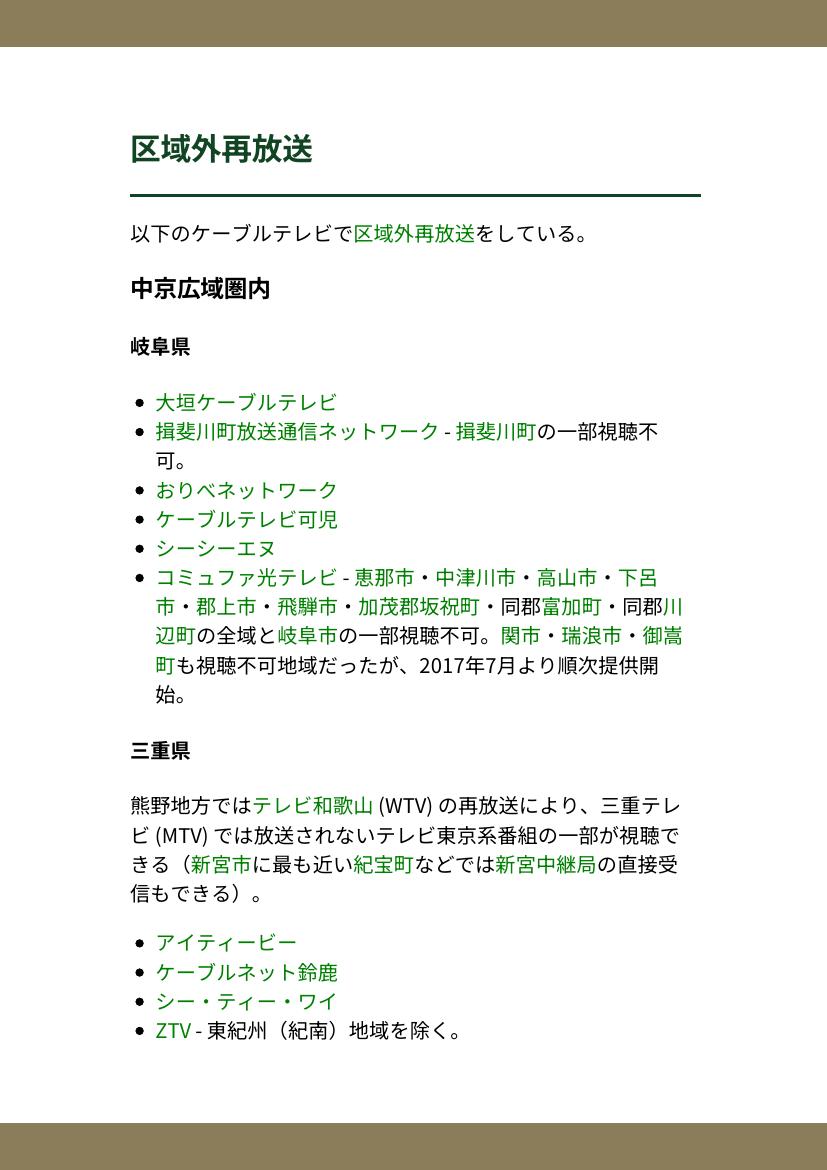 区域外再放送
以下のケーブルテレビで区域外再放送をしている。
中京広域圏内
岐阜県
• 大垣ケーブルテレビ
• 揖斐川町放送通信ネットワーク - 揖斐川町の一部視聴不
可。
• おりべネットワーク
• ケーブルテレビ可児
• シーシーエヌ
• コミュファ光テレビ - 恵那市・中津川市・高山市・下呂
市・郡上市・飛騨市・加茂郡坂祝町・同郡富加町・同郡川
辺町の全域と岐阜市の一部視聴不可。関市・瑞浪市・御嵩
町も視聴不可地域だったが、2017年7月より順次提供開
始。
三重県
熊野地方ではテレビ和歌山 (WTV) の再放送により、三重テレ
ビ (MTV) では放送されないテレビ東京系番組の一部が視聴で
きる（新宮市に最も近い紀宝町などでは新宮中継局の直接受
信もできる）。
• アイティービー
• ケーブルネット鈴鹿
• シー・ティー・ワイ
• ZTV - 東紀州（紀南）地域を除く。